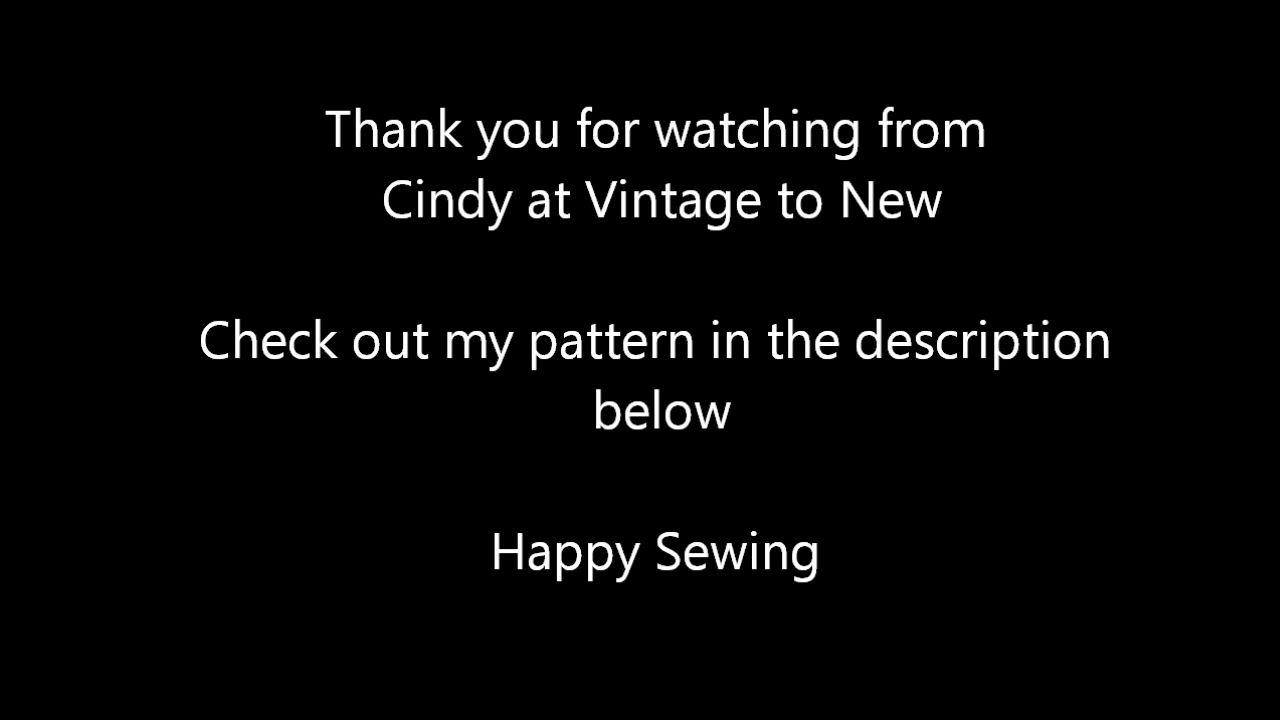 Thank you for watching from
Cindy at Vintage to New
Check out my pattern in the description
below
Happy Sewing